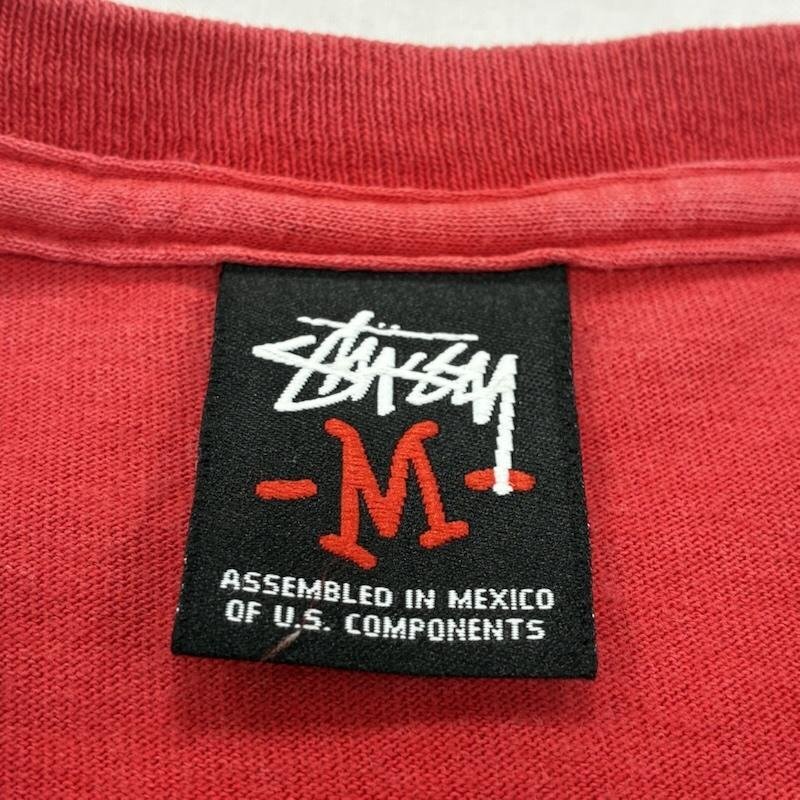 Stüssy
-M-
ASSEMBLED IN MEXICO
OF U.S. COMPONENTS